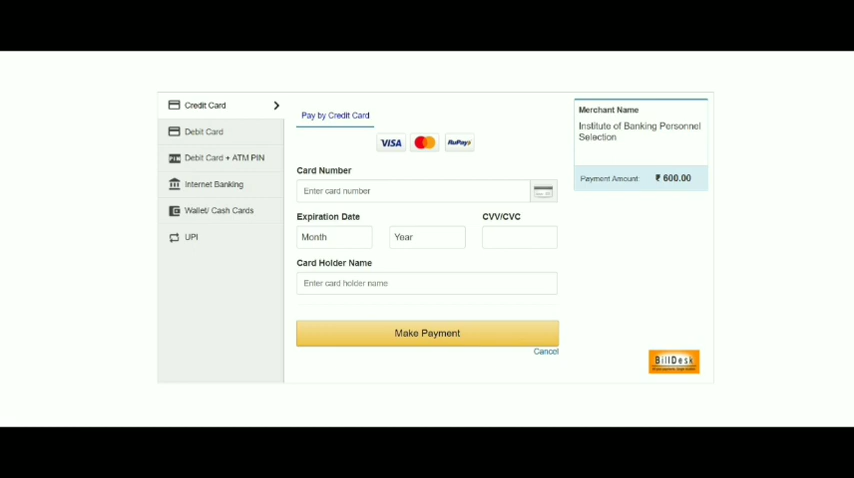 Credit Card
Debit Card
Debit Card + ATM PIN
Internet Banking
Wallet/ Cash Cards
UPI
Pay by Credit Card
VISA
RuPay
Card Number
Enter card number
Expiration Date
CVV/CVC
Month
Year
Card Holder Name
Enter card holder name
Make Payment
Cancel
Merchant Name
Institute of Banking Personnel
Selection
Payment Amount: ₹ 600.00
BillDesk